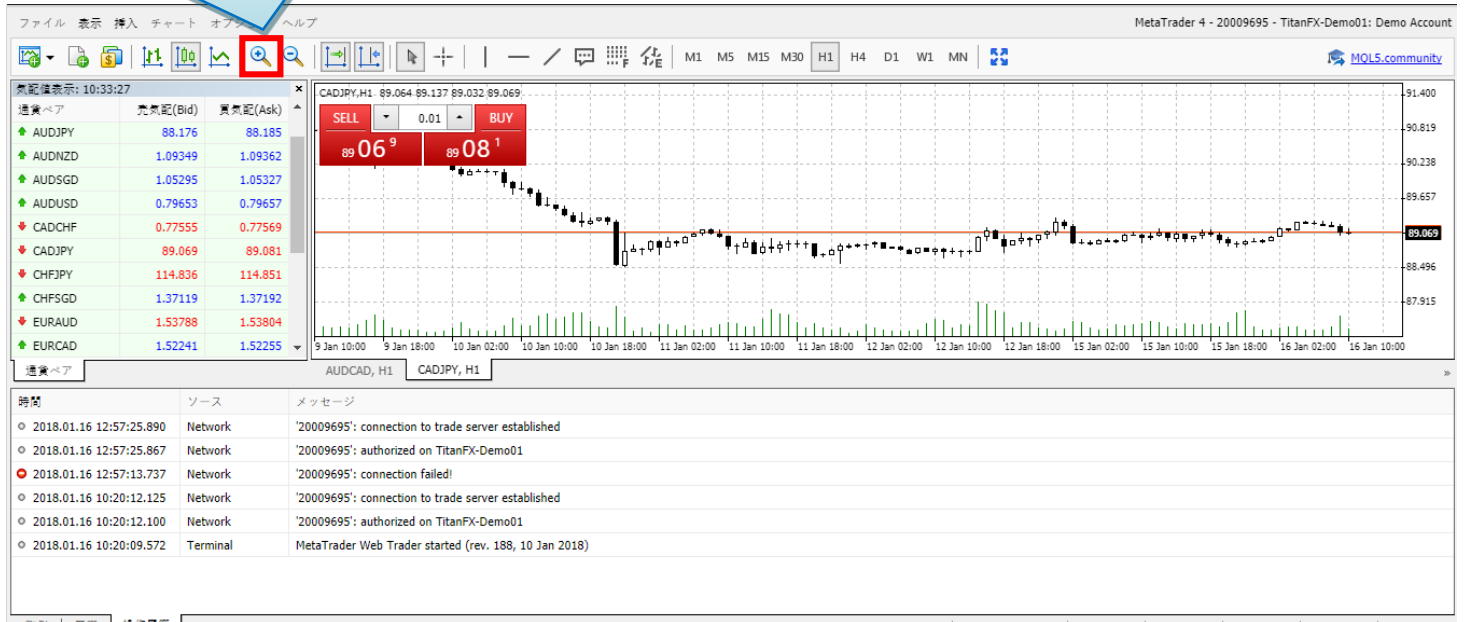 ファイル 表示 挿入 チャート ヘルプ MetaTrader 4 - 20009695 - TitanFX-Demo01: Demo Account
F E M1 M5 M15 M30 H1 H4 D1 W1 MN MQL5.community
気配値表示: 10:33:27
通貨ペア 売気配(Bid) 買気配(Ask)
AUDJPY 88.176 88.185
AUDNZD 1.09349 1.09362
AUDSGD 1.05295 1.05327
AUDUSD 0.79653 0.79657
CADCHF 0.77555 0.77569
CADJPY 89.069 89.081
CHFJPY 114.836 114.851
CHFSGD 1.37119 1.37192
EURAUD 1.53788 1.53804
EURCAD 1.52241 1.52255
通貨ペア
CADJPY,H1 89.064 89.137 89.032 89.069
SELL 0.01 BUY
89 06 9 89 08 1
91.400
90.819
90.238
89.657
89.069
88.496
87.915
9 Jan 10:00 9 Jan 18:00 10 Jan 02:00 10 Jan 10:00 10 Jan 18:00 11 Jan 02:00 11 Jan 10:00 11 Jan 18:00 12 Jan 02:00 12 Jan 10:00 12 Jan 18:00 15 Jan 02:00 15 Jan 10:00 15 Jan 18:00 16 Jan 02:00 16 Jan 10:00
AUDCAD, H1 CADJPY, H1
時間 ソース メッセージ
2018.01.16 12:57:25.890 Network '20009695': connection to trade server established
2018.01.16 12:57:25.867 Network '20009695': authorized on TitanFX-Demo01
2018.01.16 12:57:13.737 Network '20009695': connection failed!
2018.01.16 10:20:12.125 Network '20009695': connection to trade server established
2018.01.16 10:20:12.100 Network '20009695': authorized on TitanFX-Demo01
2018.01.16 10:20:09.572 Terminal MetaTrader Web Trader started (rev. 188, 10 Jan 2018)